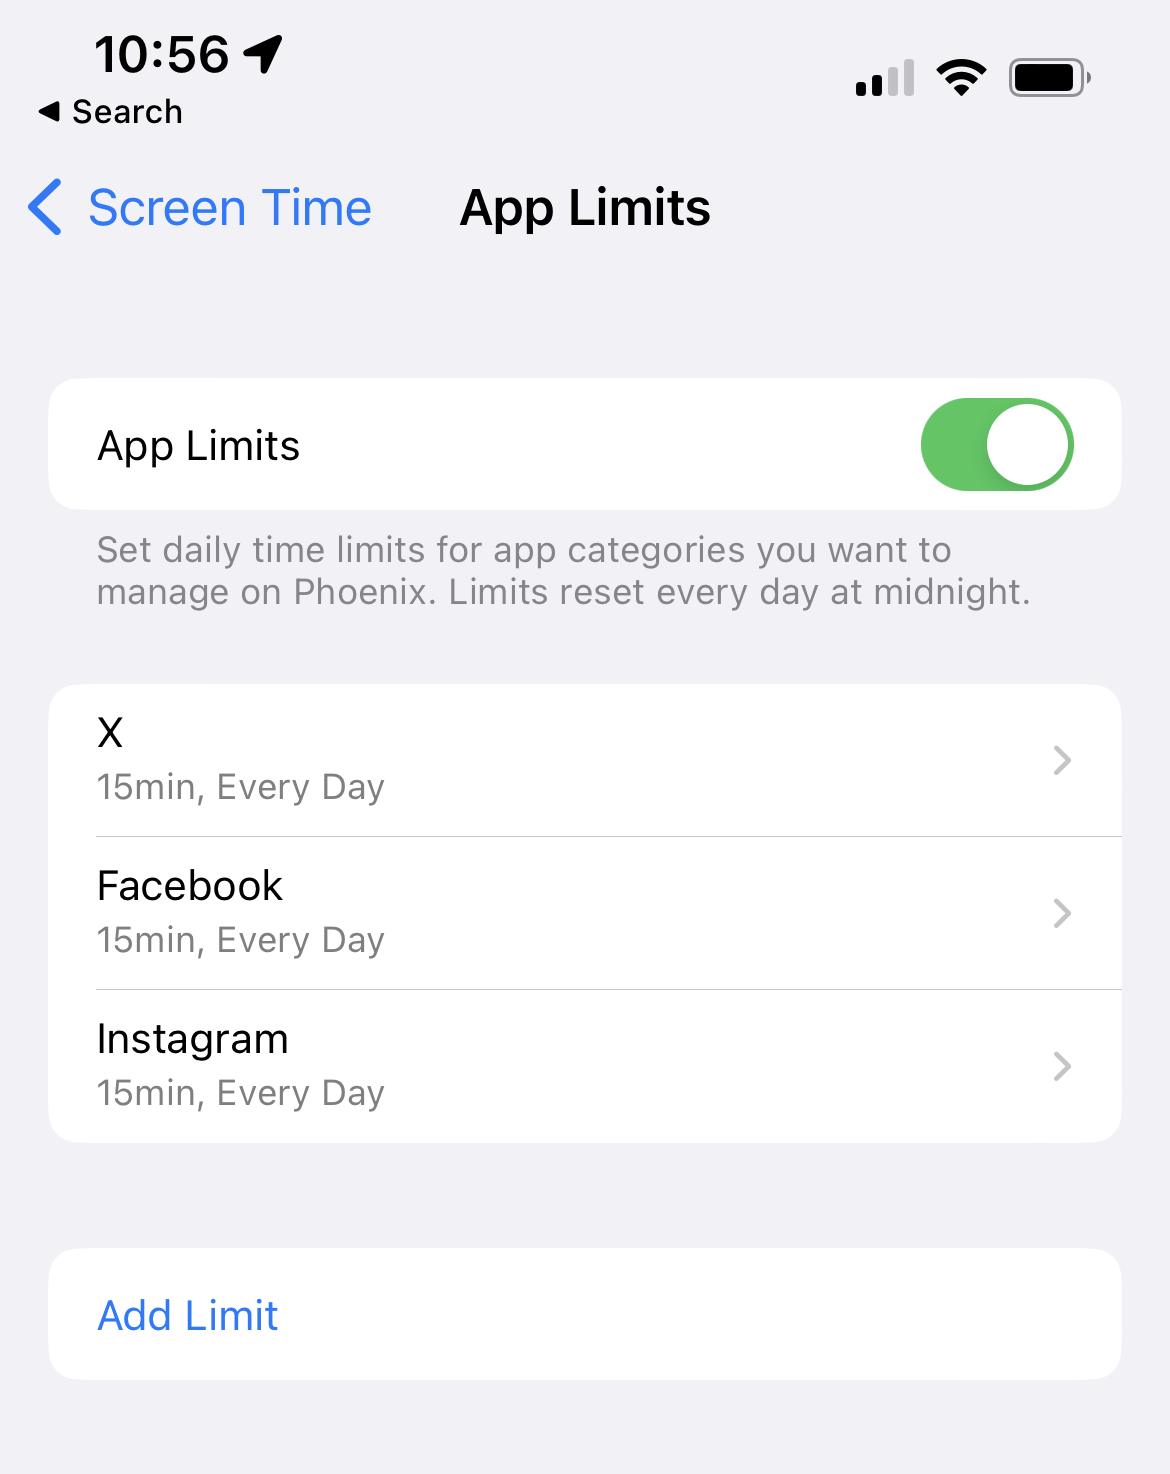 10:56
Search
Screen Time
App Limits
App Limits
Set daily time limits for app categories you want to
manage on Phoenix. Limits reset every day at midnight.
X
15min, Every Day
Facebook
15min, Every Day
Instagram
15min, Every Day
Add Limit